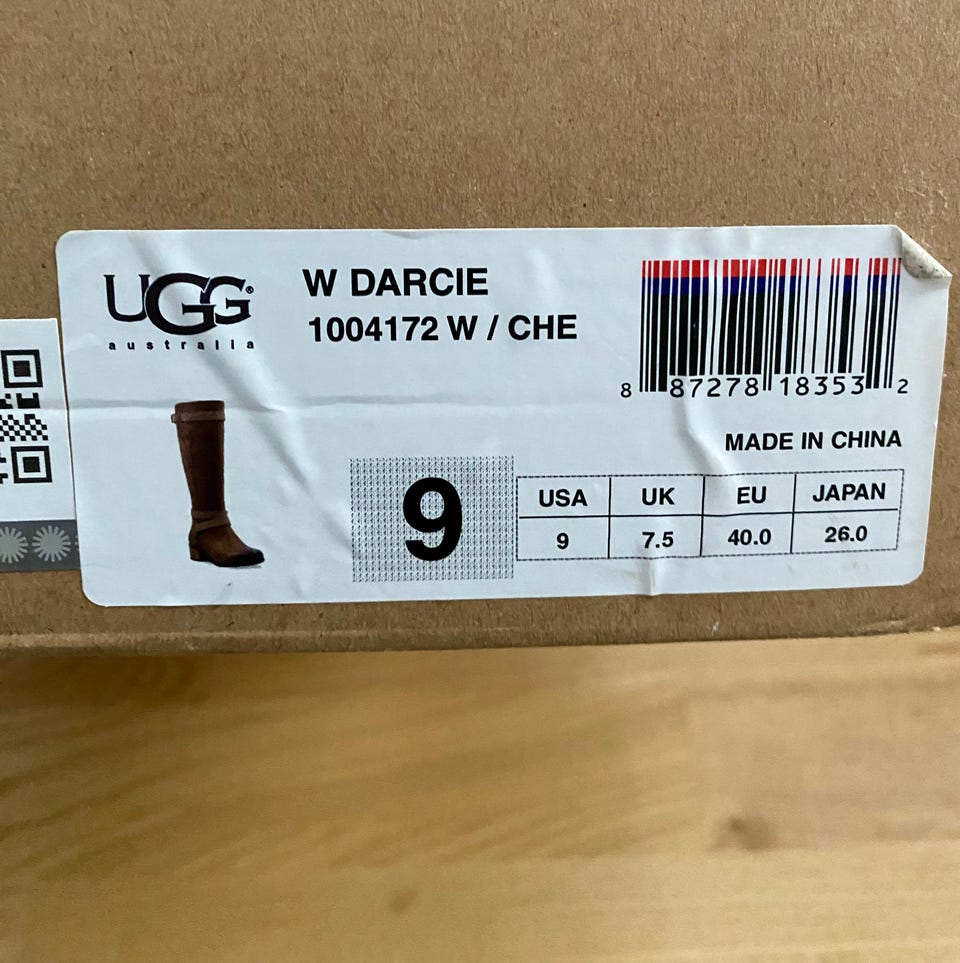 UGG®
australia
W DARCIE
1004172 W / CHE
8 87278 18353 2
MADE IN CHINA
9
USA UK EU JAPAN
9 7.5 40.0 26.0